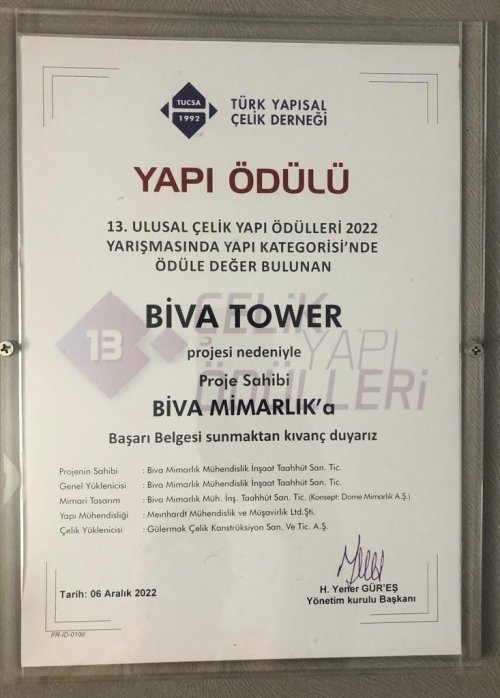 TUCSA
1992
TÜRK YAPISAL
ÇELİK DERNEĞİ
YAPI ÖDÜLÜ
13. ULUSAL ÇELİK YAPI ÖDÜLLERİ 2022
YARIŞMASINDA YAPI KATEGORİSİ'NDE
ÖDÜLE DEĞER BULUNAN
13
ÇELİK
YAPI
ÖDÜLLERİ
BİVA TOWER
projesi nedeniyle
Proje Sahibi
BİVA MİMARLIK'a
Başarı Belgesi sunmaktan kıvanç duyarız
Projenin Sahibi : Biva Mimarlık Mühendislik İnşaat Taahhüt San. Tic.
Genel Yüklenicisi : Biva Mimarlık Mühendislik İnşaat Taahhüt San. Tic.
Mimari Tasarım : Biva Mimarlık Müh. İnş. Taahhüt San. Tic. (Konsept: Dome Mimarlık A.Ş.)
Yapı Mühendisliği : Meinhardt Mühendislik ve Müşavirlik Ltd.Şti.
Çelik Yüklenicisi : Gülermak Çelik Konstrüksiyon San. Ve Tic. A.Ş.
Tarih: 06 Aralık 2022
H. Yener GÜR'EŞ
Yönetim kurulu Başkanı
FR-ID-010d